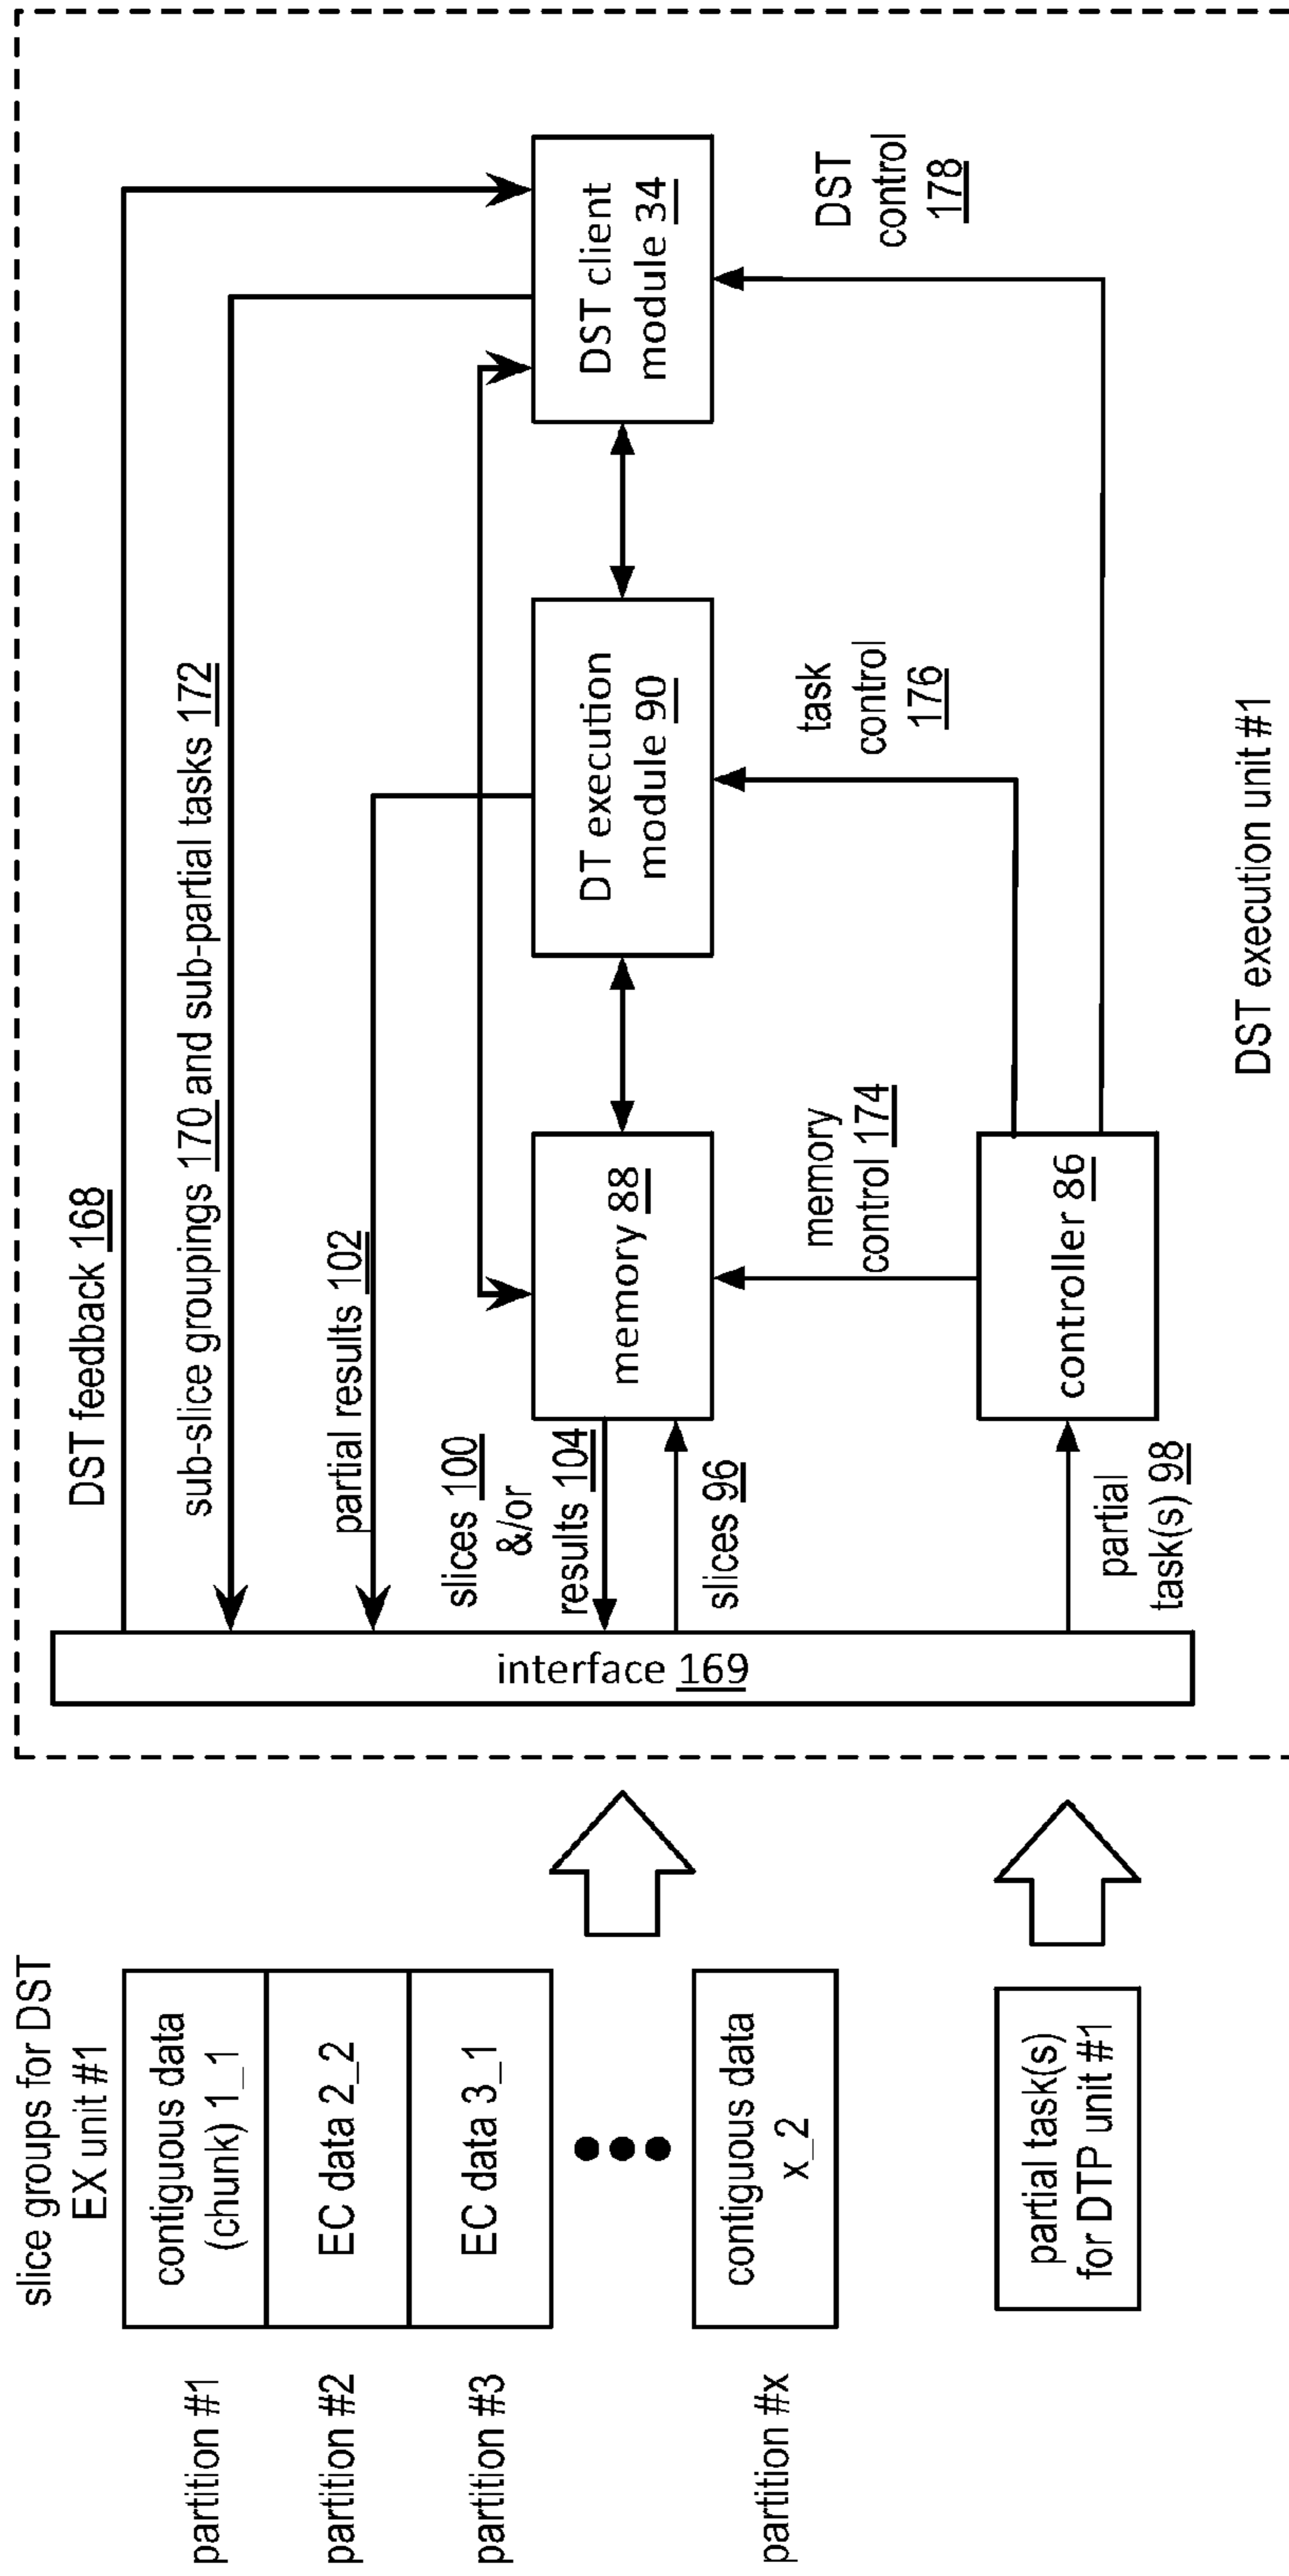 slice groups for DST
EX unit #1
partition #1
contiguous data
(chunk) 1_1
partition #2
EC data 2_2
partition #3
EC data 3_1
partition #x
contiguous data
x_2
partial task(s)
for DTP unit #1
interface 169
DST feedback 168
sub-slice groupings 170 and sub-partial tasks 172
partial results 102
slices 100
&/or
results 104
slices 96
partial
task(s) 98
memory 88
DT execution
module 90
DST client
module 34
memory
control 174
task
control
176
DST
control
178
controller 86
DST execution unit #1